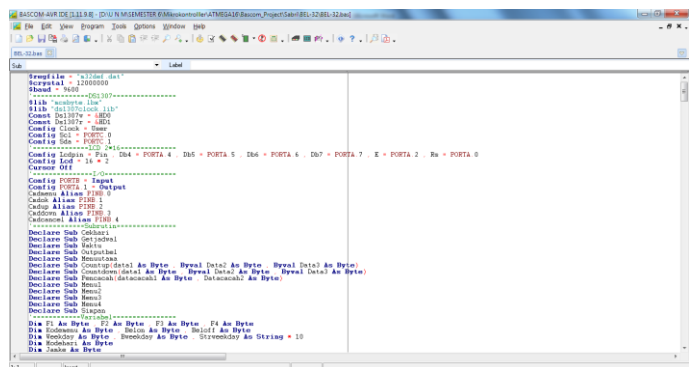 BASCOM-AVR IDE [1.11.9.8] - [D:\U N M\SEMESTER 6\Mikrokontroller\ATMEGA16\Bascom_Project\Sabri\BEL-32\BEL-32.bas]
File Edit View Program Tools Options Window Help
BEL-32.bas
Sub Label
$regfile = "m32def.dat"
$crystal = 12000000
$baud = 9600
'--------------DS1307----------------
$lib "mcsbyte.lbx"
$lib "ds1307clock.lib"
Const Ds1307w = &HD0
Const Ds1307r = &HD1
Config Clock = User
Config Scl = PORTC.0
Config Sda = PORTC.1
'--------------LCD 2*16--------------
Config Lcdpin = Pin , Db4 = PORTA.4 , Db5 = PORTA.5 , Db6 = PORTA.6 , Db7 = PORTA.7 , E = PORTA.2 , Rs = PORTA.0
Config Lcd = 16 * 2
Cursor Off
'--------------I/O----------------
Config PORTB = Input
Config PORTA.1 = Output
Cmdmenu Alias PINB.0
Cmdok Alias PINB.1
Cmdup Alias PINB.2
Cmddown Alias PINB.3
Cmdcancel Alias PINB.4
'--------------Subrutin--------------
Declare Sub Cekhari
Declare Sub Getjadwal
Declare Sub Waktu
Declare Sub Outputbel
Declare Sub Menuutama
Declare Sub Countup(data1 As Byte , Byval Data2 As Byte , Byval Data3 As Byte)
Declare Sub Countdown(data1 As Byte , Byval Data2 As Byte , Byval Data3 As Byte)
Declare Sub Pencacah(datacacah1 As Byte , Datacacah2 As Byte)
Declare Sub Menu1
Declare Sub Menu2
Declare Sub Menu3
Declare Sub Menu4
Declare Sub Simpan
'--------------Variabel--------------
Dim F1 As Byte , F2 As Byte , F3 As Byte , F4 As Byte
Dim Kodemenu As Byte , Belon As Byte , Beloff As Byte
Dim Weekday As Byte , Bweekday As Byte , Strweekday As String * 10
Dim Kodehari As Byte
Dim Jamke As Byte